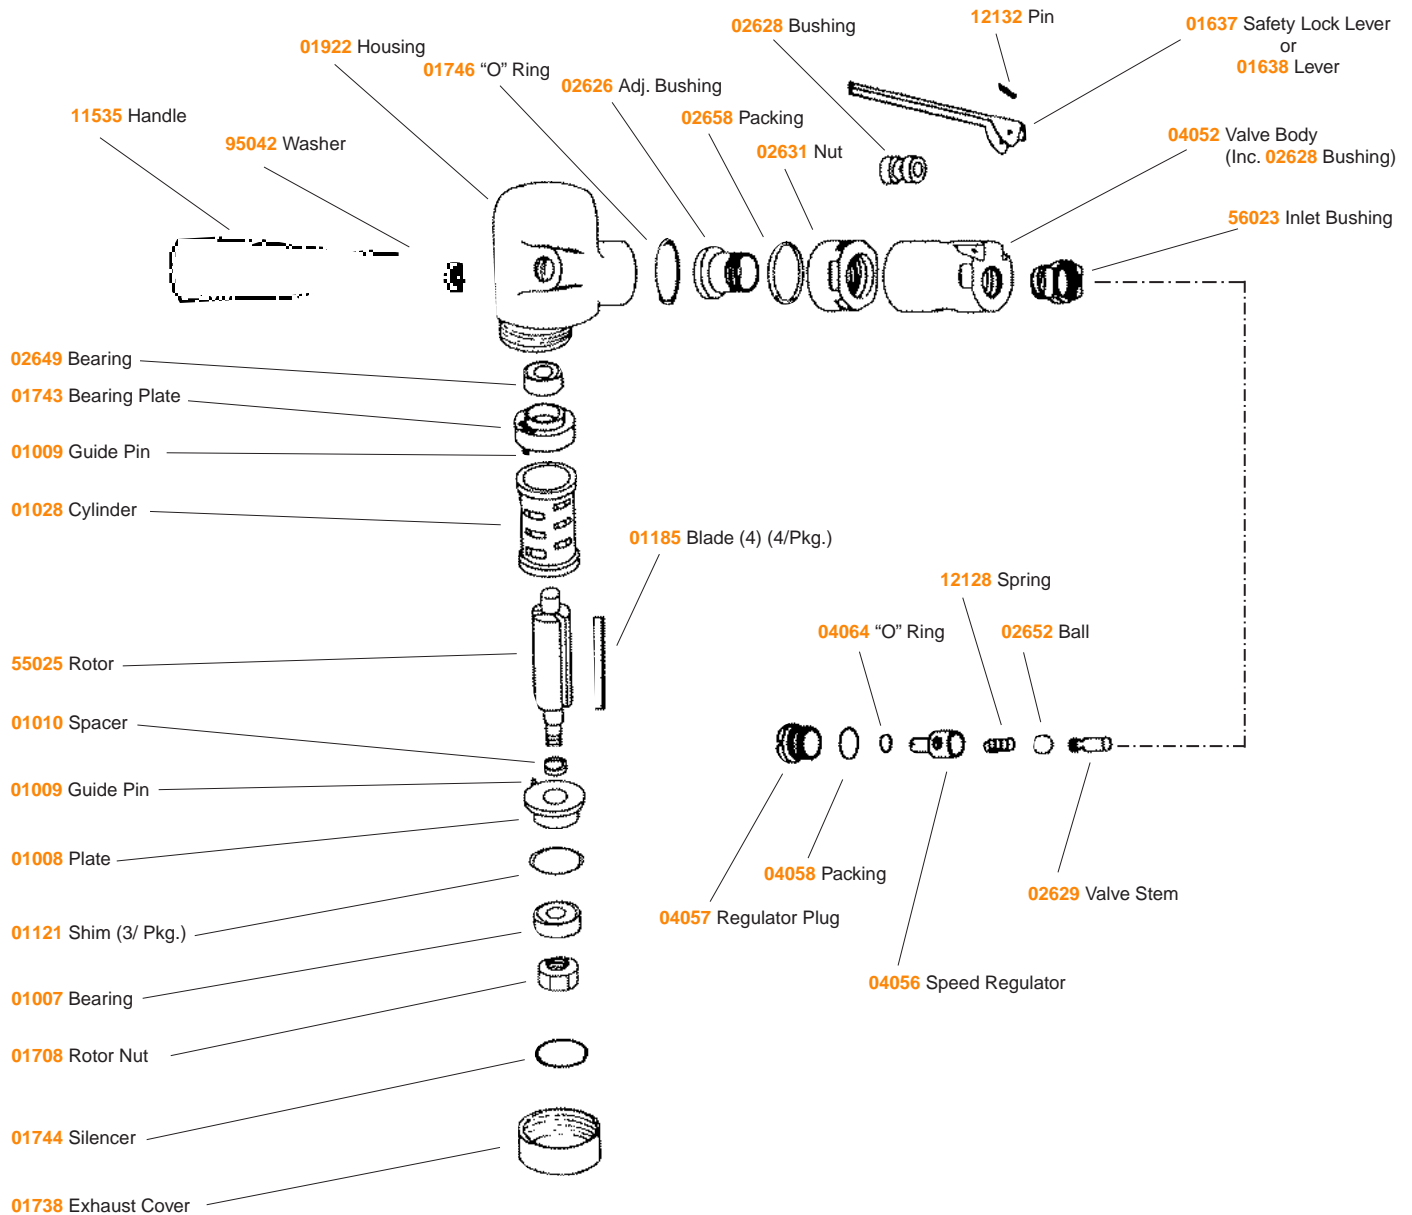 12132 Pin
02628 Bushing
01637 Safety Lock Lever
or
01638 Lever
01922 Housing
01746 “O” Ring
02626 Adj. Bushing
11535 Handle
02658 Packing
95042 Washer
02631 Nut
04052 Valve Body
(Inc. 02628 Bushing)
56023 Inlet Bushing
02649 Bearing
01743 Bearing Plate
01009 Guide Pin
01028 Cylinder
01185 Blade (4) (4/Pkg.)
12128 Spring
04064 “O” Ring
02652 Ball
55025 Rotor
01010 Spacer
01009 Guide Pin
01008 Plate
04058 Packing
02629 Valve Stem
04057 Regulator Plug
01121 Shim (3/ Pkg.)
04056 Speed Regulator
01007 Bearing
01708 Rotor Nut
01744 Silencer
01738 Exhaust Cover